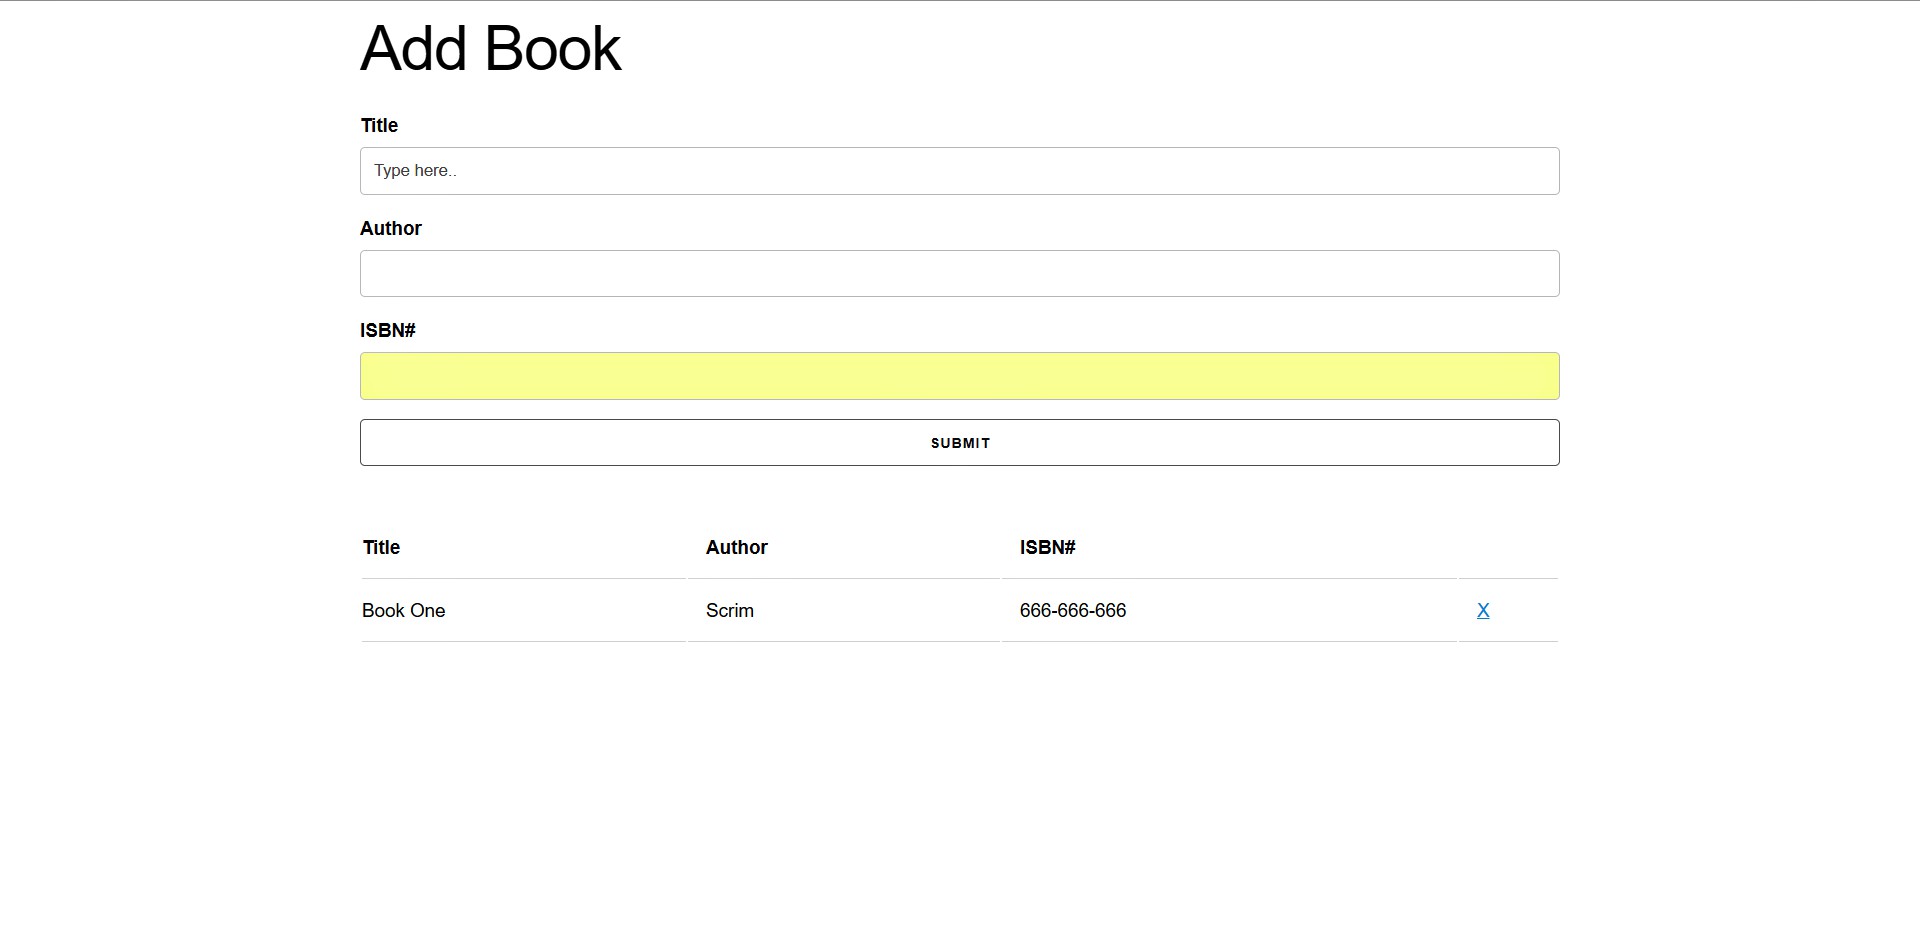 Add Book
Title
Type here..
Author
ISBN#
SUBMIT
Title Author ISBN#
Book One Scrim 666-666-666 X